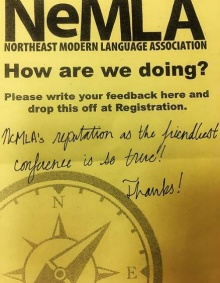 NeMLA
NORTHEAST MODERN LANGUAGE ASSOCIATION
How are we doing?
Please write your feedback here and
drop this off at Registration.
NeMLA's reputation as the friendliest
conference is so true!
Thanks!
N
E